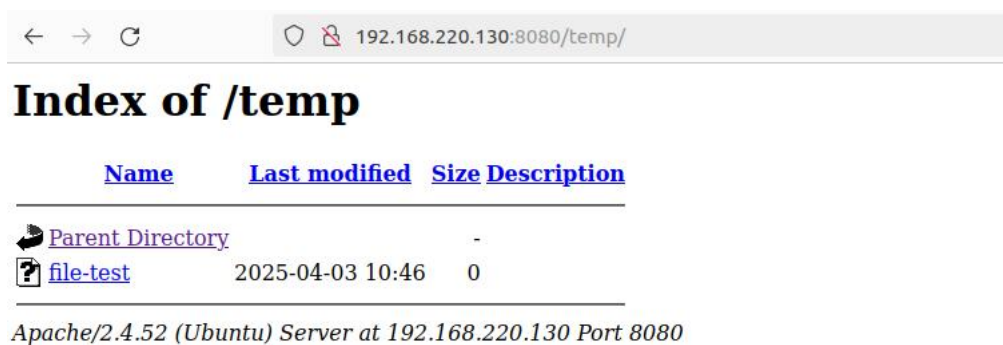 192.168.220.130:8080/temp/
Index of /temp
Name Last modified Size Description
Parent Directory -
file-test 2025-04-03 10:46 0
Apache/2.4.52 (Ubuntu) Server at 192.168.220.130 Port 8080